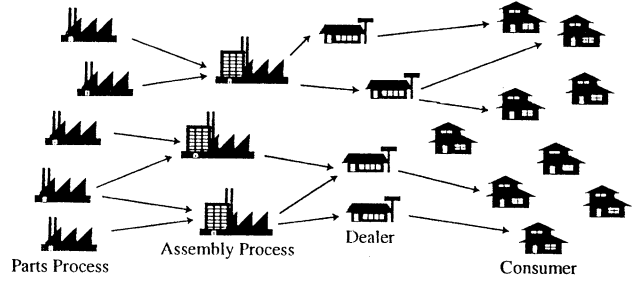 Parts Process
Assembly Process
Dealer
Consumer